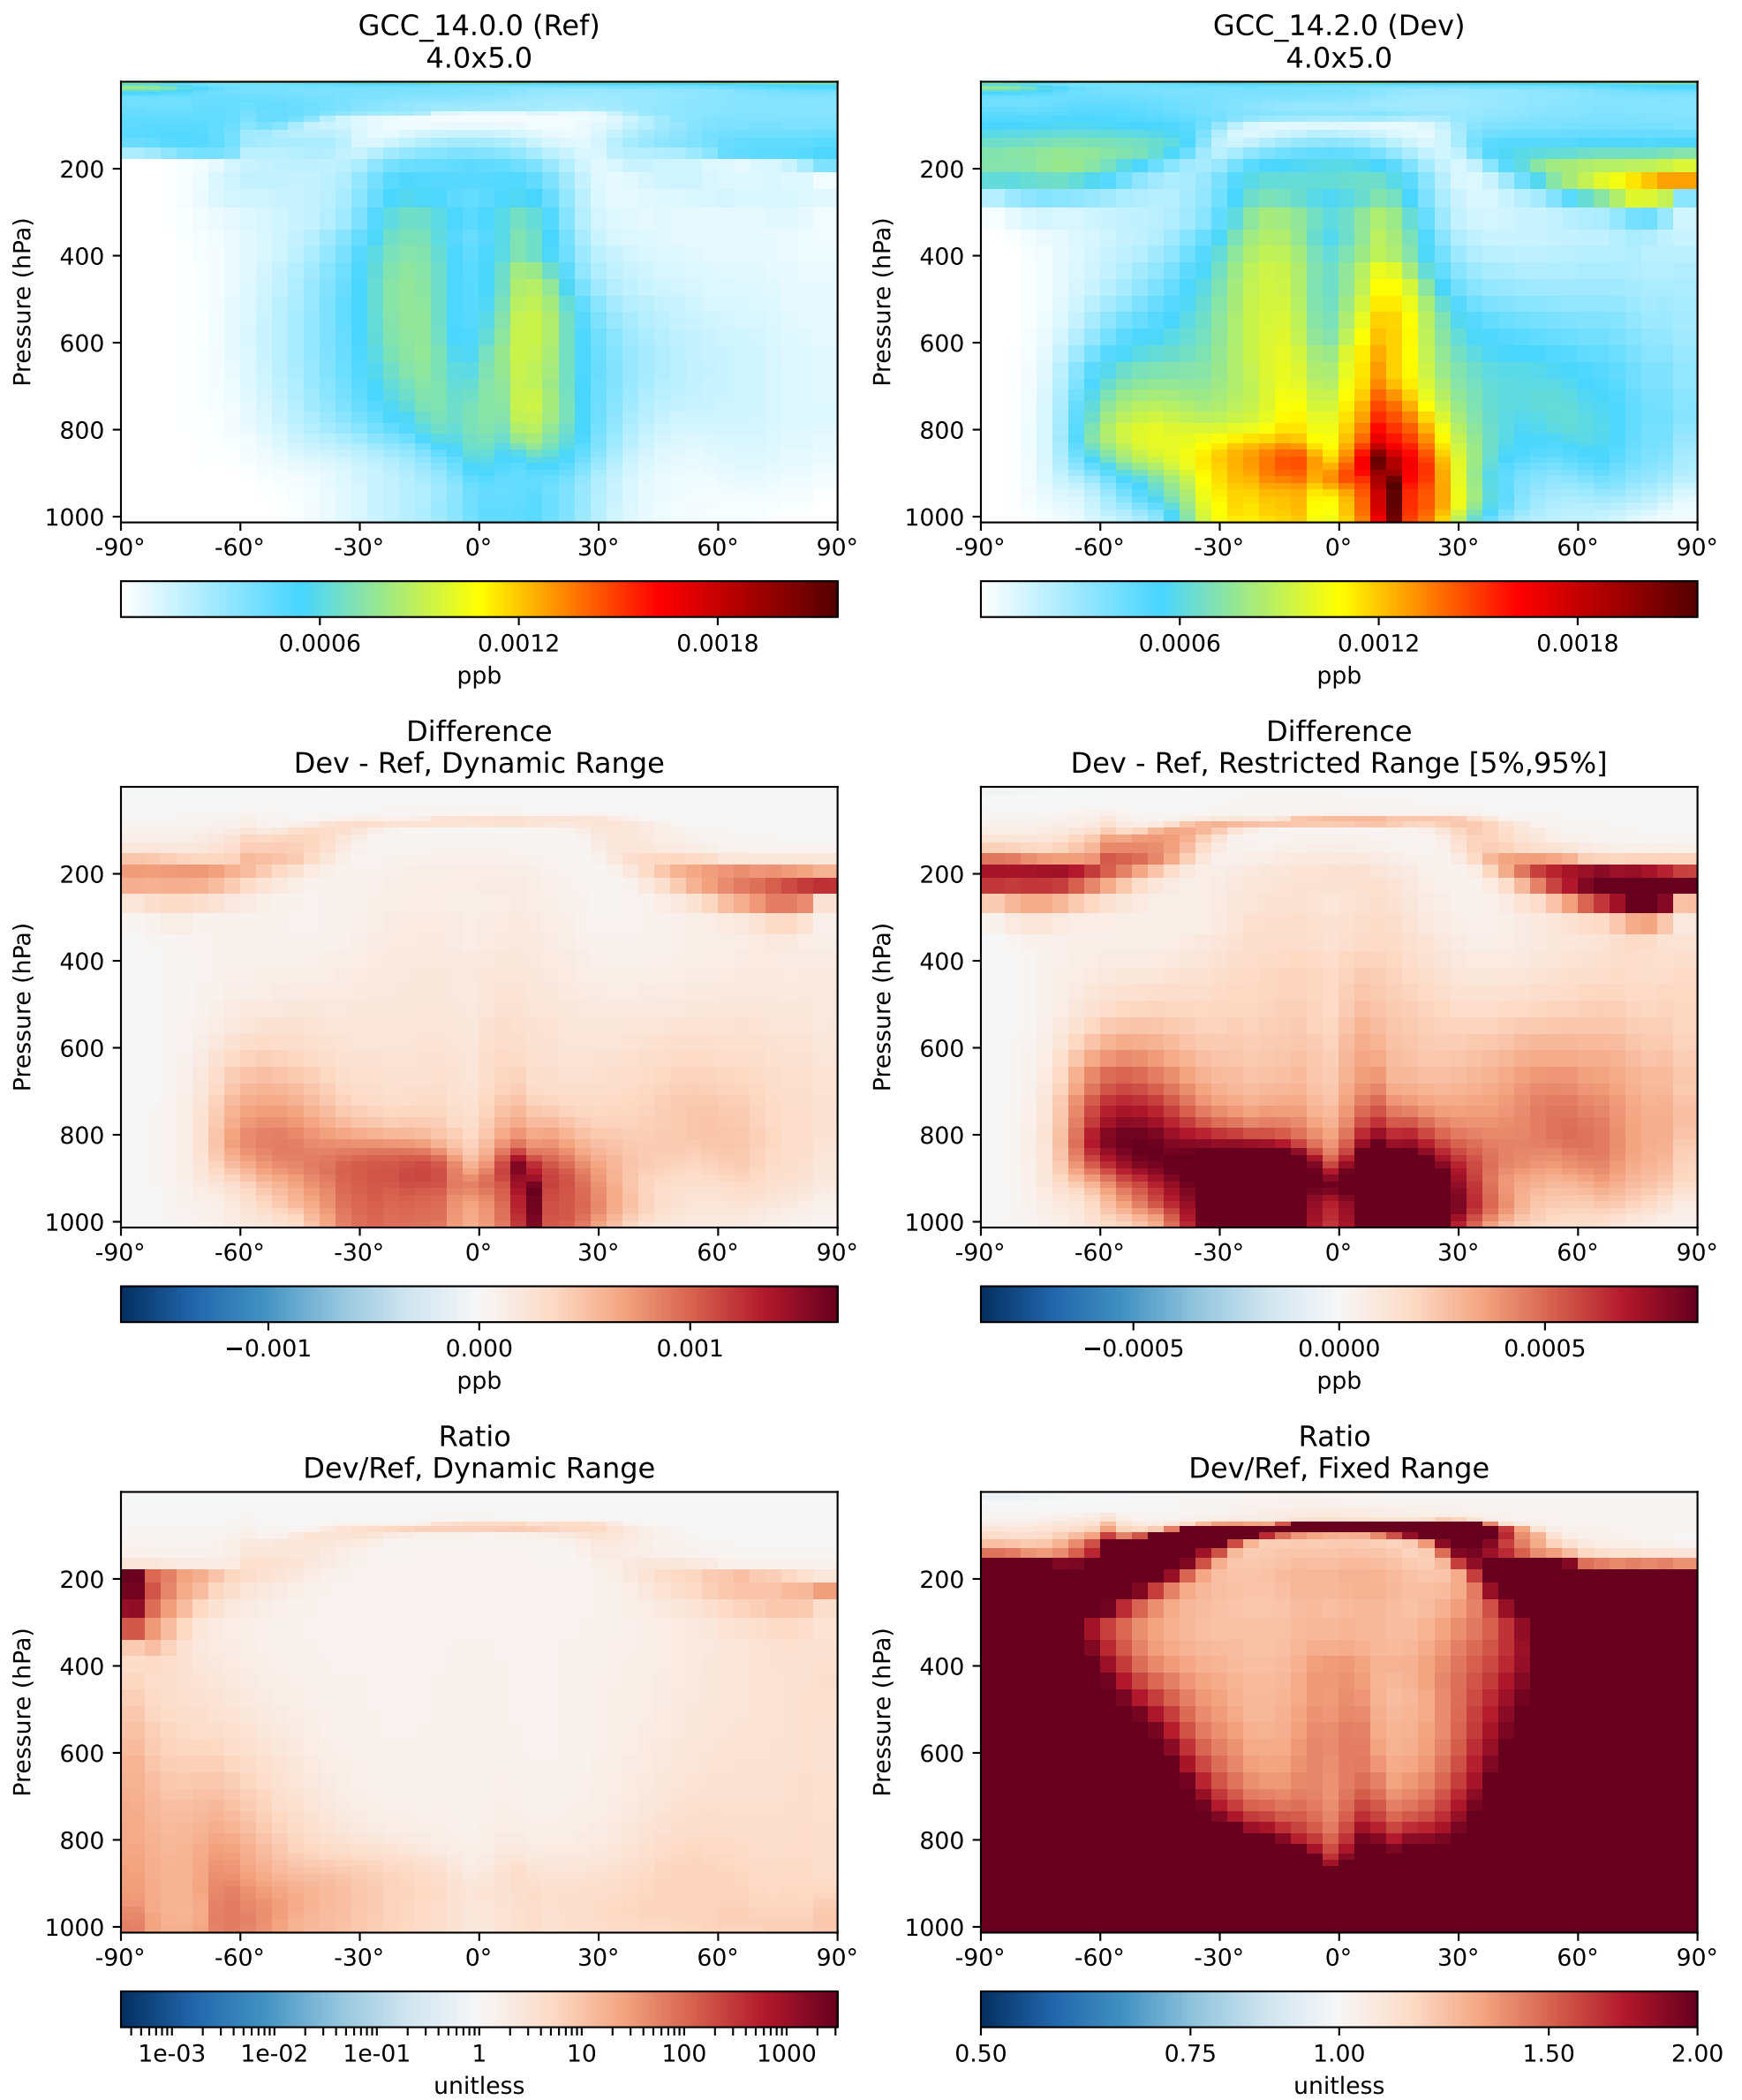 GCC_14.0.0 (Ref)
4.0x5.0
GCC_14.2.0 (Dev)
4.0x5.0
Pressure (hPa)
200
400
600
800
1000
-90° -60° -30° 0° 30° 60° 90°
Pressure (hPa)
200
400
600
800
1000
-90° -60° -30° 0° 30° 60° 90°
0.0006 0.0012 0.0018
ppb
0.0006 0.0012 0.0018
ppb
Difference
Dev - Ref, Dynamic Range
Difference
Dev - Ref, Restricted Range [5%,95%]
Pressure (hPa)
200
400
600
800
1000
-90° -60° -30° 0° 30° 60° 90°
Pressure (hPa)
200
400
600
800
1000
-90° -60° -30° 0° 30° 60° 90°
−0.001 0.000 0.001
ppb
−0.0005 0.0000 0.0005
ppb
Ratio
Dev/Ref, Dynamic Range
Ratio
Dev/Ref, Fixed Range
Pressure (hPa)
200
400
600
800
1000
-90° -60° -30° 0° 30° 60° 90°
Pressure (hPa)
200
400
600
800
1000
-90° -60° -30° 0° 30° 60° 90°
1e-03 1e-02 1e-01 1 10 100 1000
unitless
0.50 0.75 1.00 1.50 2.00
unitless